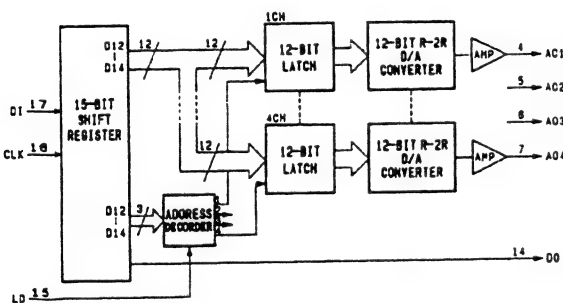 1CH
4CH
D12
D14
12
12
12-BIT
LATCH
12-BIT R-2R
D/A
CONVERTER
AMP
4
AO1
5
AO2
6
AO3
DI 17
CLK 16
15-BIT
SHIFT
REGISTER
12
12-BIT
LATCH
12-BIT R-2R
D/A
CONVERTER
AMP
7
AO4
D12
D14
3
ADDRESS
DECORDER
14
DO
LD 15